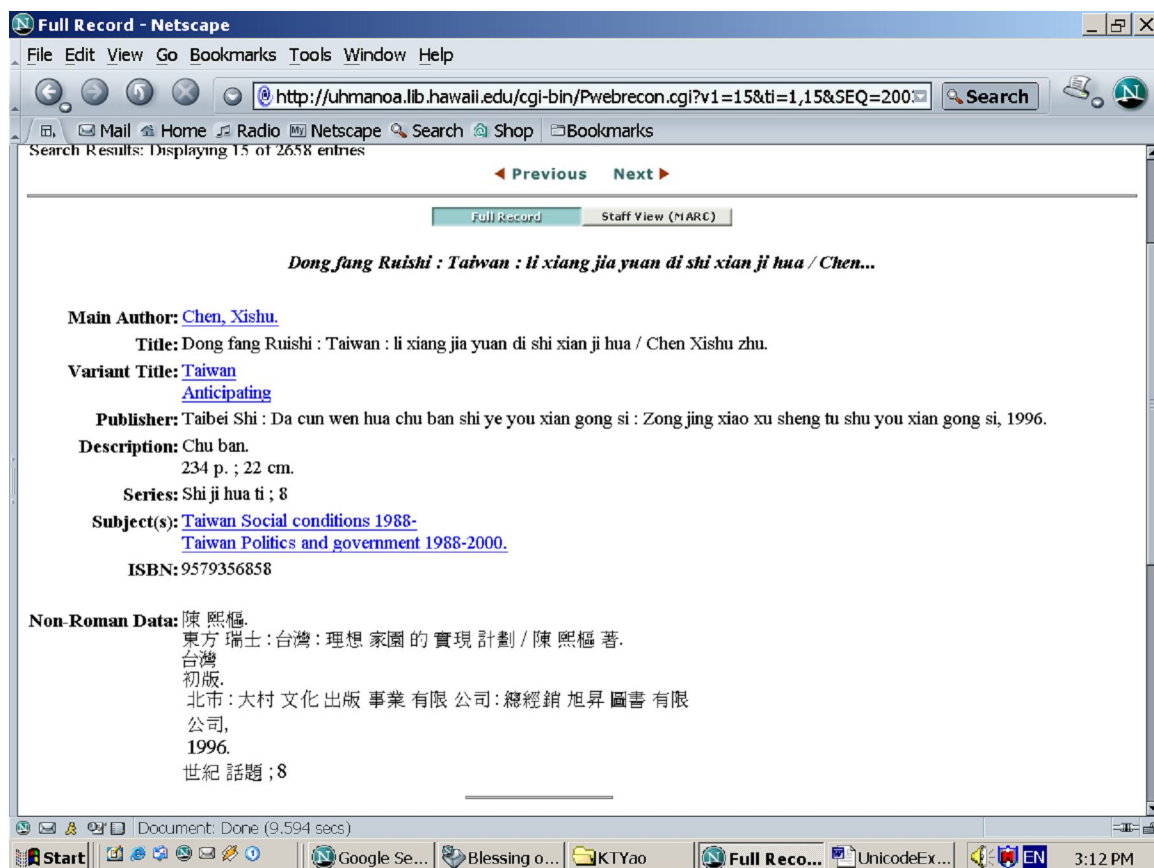 Full Record - Netscape
File Edit View Go Bookmarks Tools Window Help
http://uhmanoa.lib.hawaii.edu/cgi-bin/Pwebrecon.cgi?v1=15&ti=1,15&SEQ=200 Search
Mail Home Radio Netscape Search Shop Bookmarks
Search Results: Displaying 15 of 2658 entries
Previous Next
Full Record Staff View (MARC)
Dong fang Ruishi : Taiwan : li xiang jia yuan di shi xian ji hua / Chen...
Main Author: Chen, Xishu.
Title: Dong fang Ruishi : Taiwan : li xiang jia yuan di shi xian ji hua / Chen Xishu zhu.
Variant Title: Taiwan
Anticipating
Publisher: Taibei Shi : Da cun wen hua chu ban shi ye you xian gong si : Zong jing xiao xu sheng tu shu you xian gong si, 1996.
Description: Chu ban.
234 p. ; 22 cm.
Series: Shi ji hua ti ; 8
Subject(s): Taiwan Social conditions 1988-
Taiwan Politics and government 1988-2000.
ISBN: 9579356858
Non-Roman Data: 陳 熙樞.
東方 瑞士 : 台灣 : 理想 家園 的 實現 計劃 / 陳 熙樞 著.
台灣
初版.
北市 : 大村 文化 出版 事業 有限 公司 : 總經銷 旭昇 圖書 有限
公司,
1996.
世紀 話題 ; 8
Document: Done (9.594 secs)
Start Google Se... Blessing o... KTYao Full Reco... UnicodeEx... EN 3:12 PM